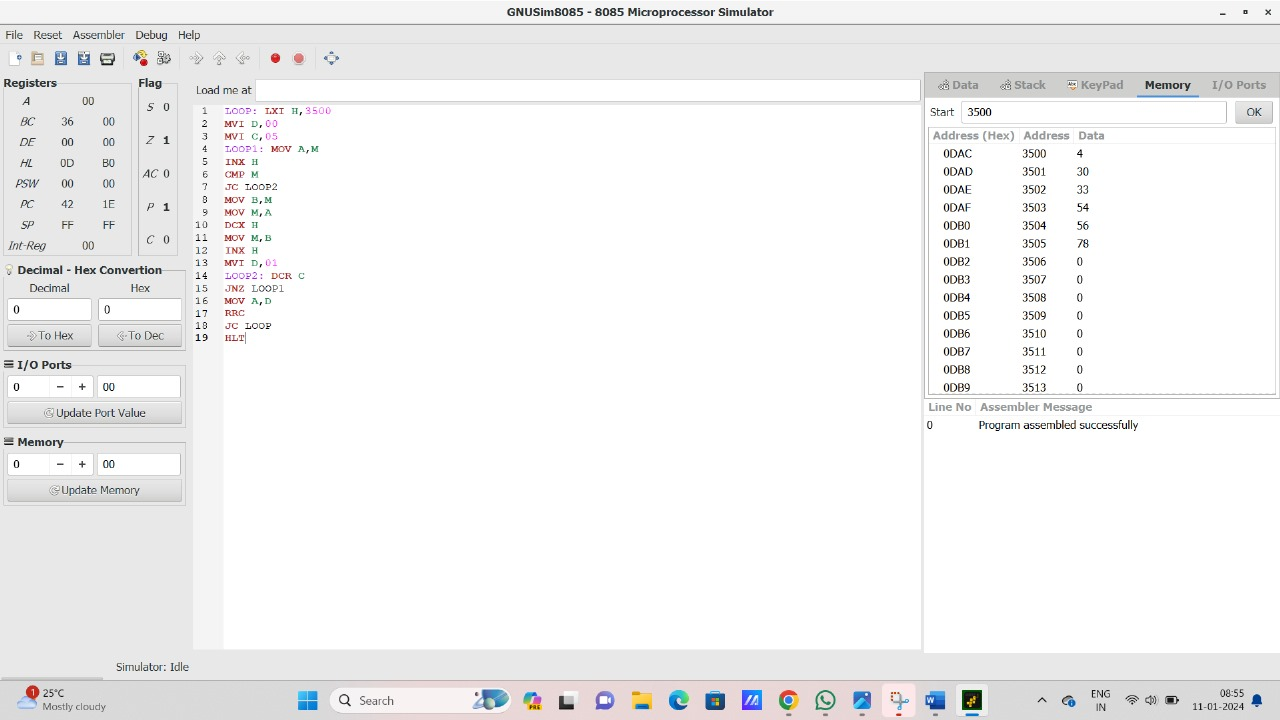 GNUSim8085 - 8085 Microprocessor Simulator
File Reset Assembler Debug Help
Registers
A 00
BC 36 00
DE 00 00
HL 0D B0
PSW 00 00
PC 42 1E
SP FF FF
Int-Reg 00
Flag
S 0
Z 1
AC 0
P 1
C 0
Decimal - Hex Convertion
Decimal Hex
0 0
To Hex To Dec
I/O Ports
0 − + 00
Update Port Value
Memory
0 − + 00
Update Memory
Load me at
1 LOOP: LXI H,3500
2 MVI D,00
3 MVI C,05
4 LOOP1: MOV A,M
5 INX H
6 CMP M
7 JC LOOP2
8 MOV B,M
9 MOV M,A
10 DCX H
11 MOV M,B
12 INX H
13 MVI D,01
14 LOOP2: DCR C
15 JNZ LOOP1
16 MOV A,D
17 RRC
18 JC LOOP
19 HLT
Data Stack KeyPad Memory I/O Ports
Start 3500 OK
Address (Hex) Address Data
0DAC 3500 4
0DAD 3501 30
0DAE 3502 33
0DAF 3503 54
0DB0 3504 56
0DB1 3505 78
0DB2 3506 0
0DB3 3507 0
0DB4 3508 0
0DB5 3509 0
0DB6 3510 0
0DB7 3511 0
0DB8 3512 0
0DB9 3513 0
Line No Assembler Message
0 Program assembled successfully
Simulator: Idle
1 25°C
Mostly cloudy
Search
PRE
ENG
IN
08:55
11-01-2024